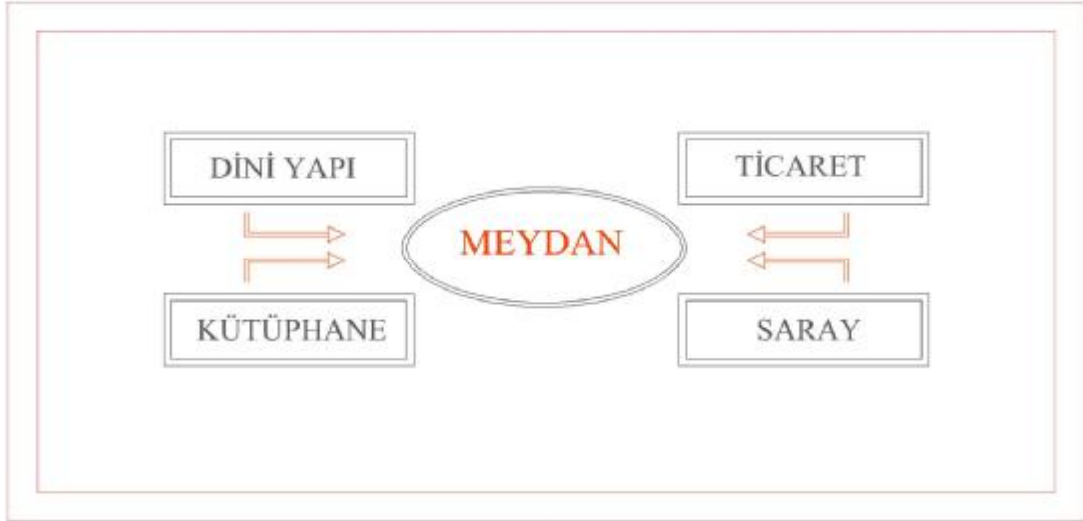 DİNİ YAPI
TİCARET
MEYDAN
KÜTÜPHANE
SARAY